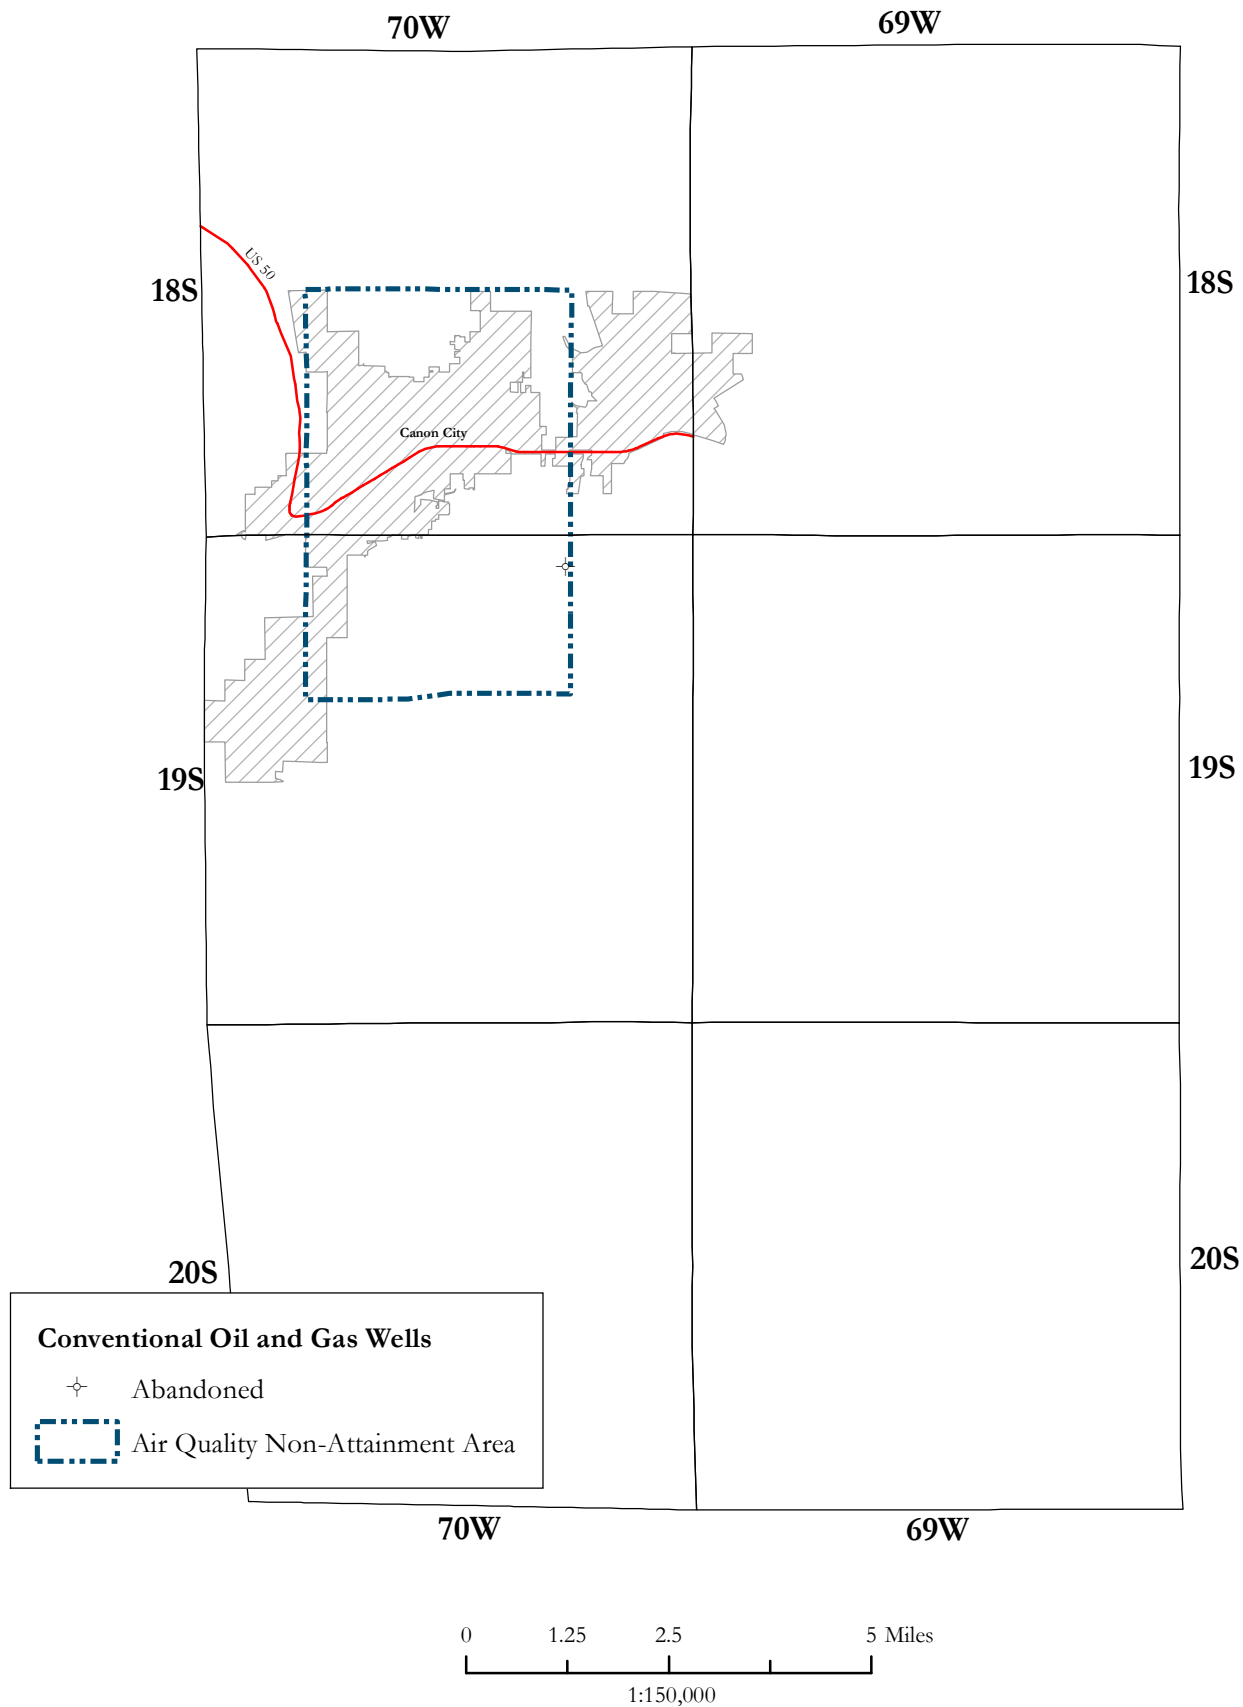 70W
69W
US 50
18S
18S
Canon City
19S
19S
20S
20S
Conventional Oil and Gas Wells
Abandoned
Air Quality Non-Attainment Area
70W
69W
0 1.25 2.5 5 Miles
1:150,000